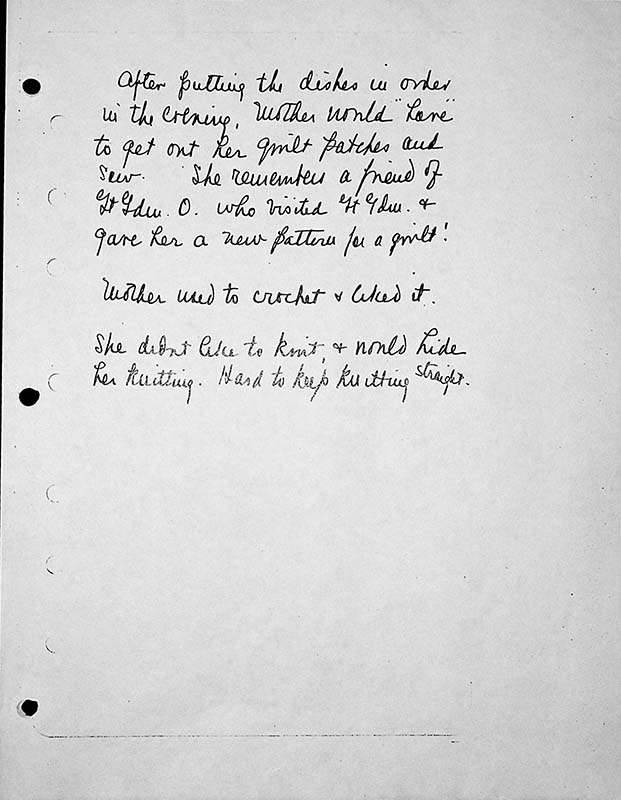 After putting the dishes in order
in the evening, Mother would "have"
to get out her quilt patches and
sew. She remembers a friend of
Gt Gdm. O. who visited Gt Gdm. &
gave her a new pattern for a quilt!
Mother used to crochet & liked it.
She didn't like to knit, & would hide
her knitting. Hard to keep knitting straight.